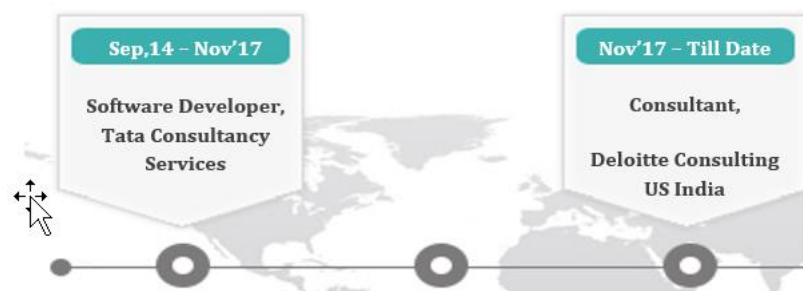 Sep,14 – Nov’17
Software Developer,
Tata Consultancy
Services
Nov’17 – Till Date
Consultant,
Deloitte Consulting
US India